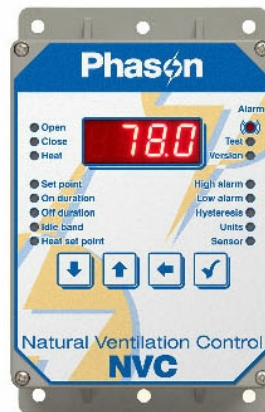 Phason
Alarm
Open
Close
Heat
78.0
Test
Version
Set point
On duration
Off duration
Idle band
Heat set point
High alarm
Low alarm
Hysteresis
Units
Sensor
Natural Ventilation Control
NVC